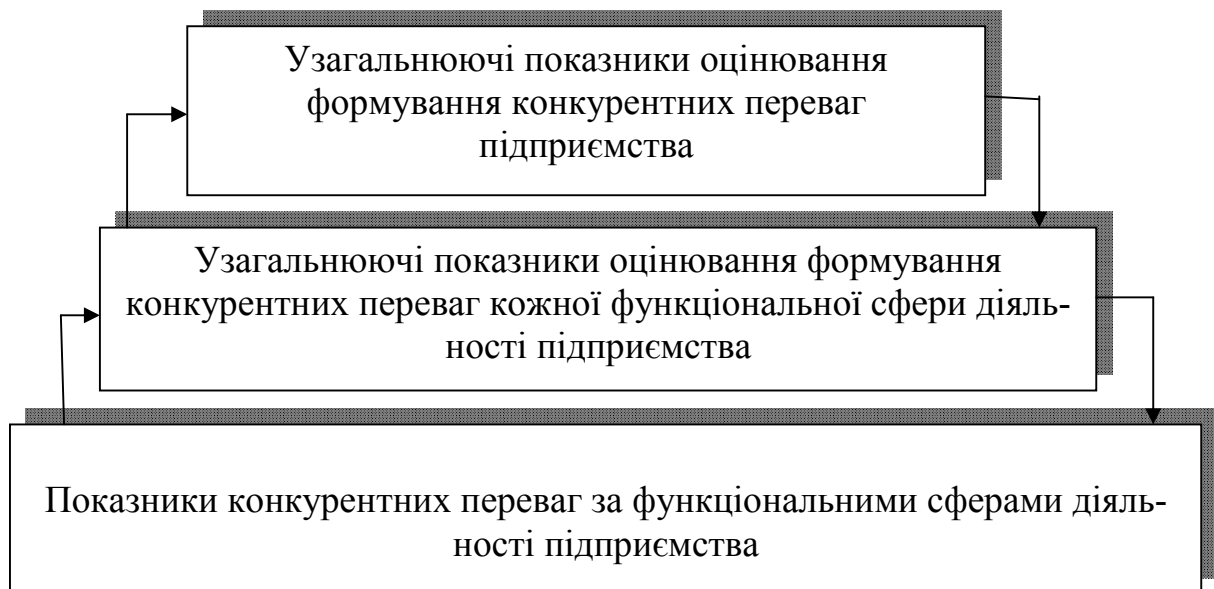 Узагальнюючі показники оцінювання
формування конкурентних переваг
підприємства
Узагальнюючі показники оцінювання формування
конкурентних переваг кожної функціональної сфери діяль-
ності підприємства
Показники конкурентних переваг за функціональними сферами діяль-
ності підприємства